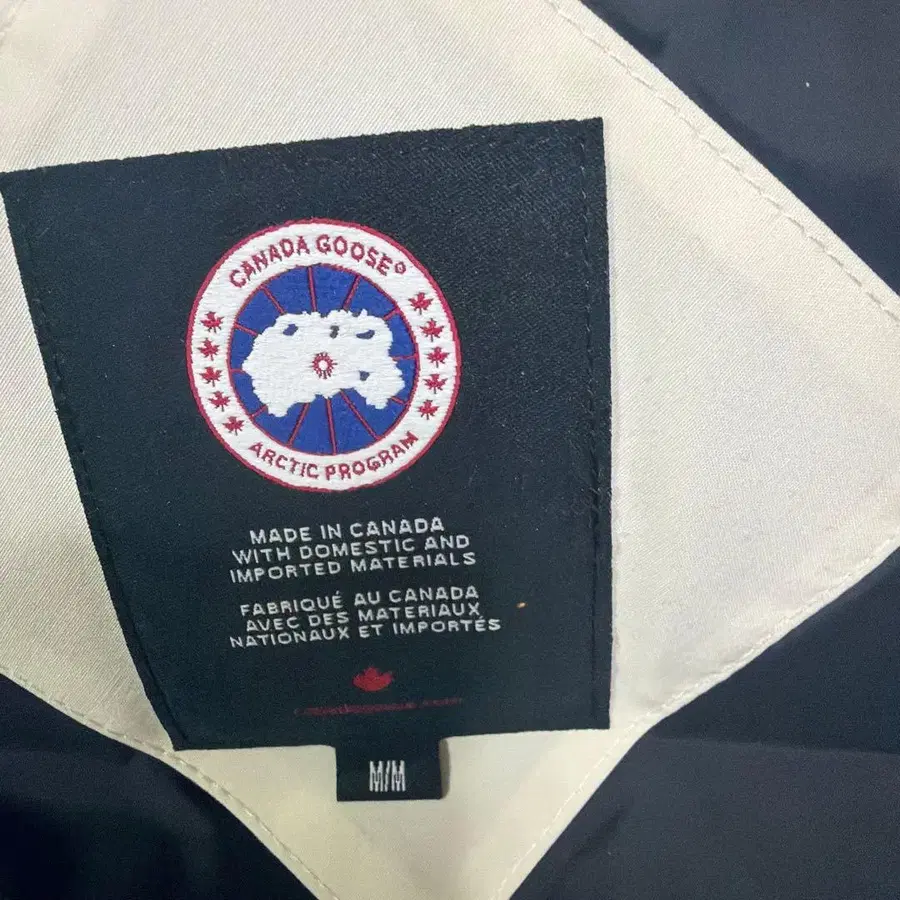 CANADA GOOSE®
ARCTIC PROGRAM
MADE IN CANADA
WITH DOMESTIC AND
IMPORTED MATERIALS
FABRIQUÉ AU CANADA
AVEC DES MATERIAUX
NATIONAUX ET IMPORTÉS
M/M